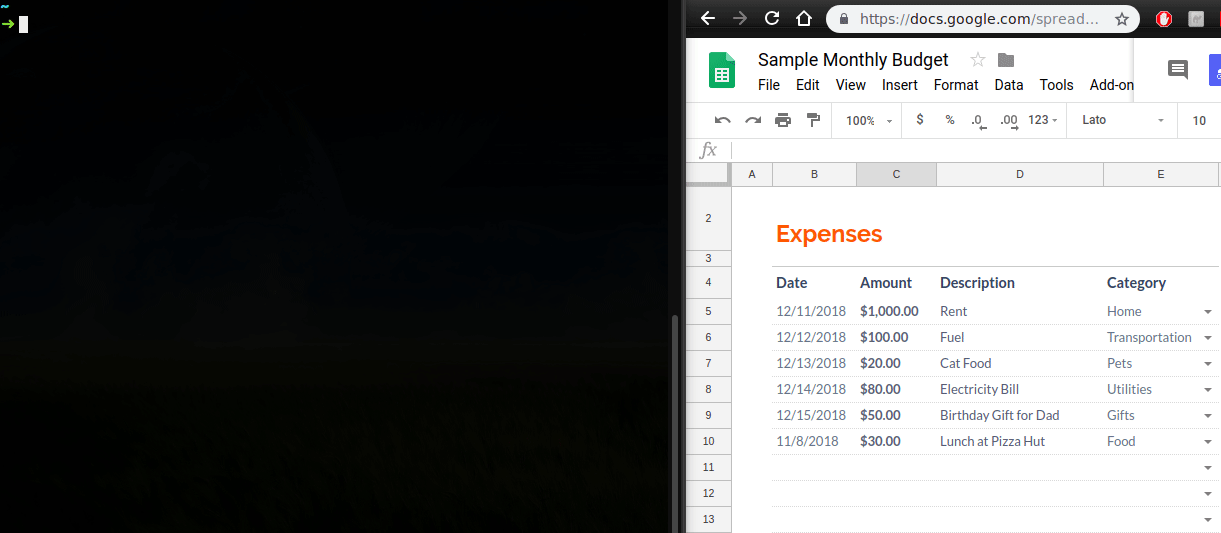 ~
➜
https://docs.google.com/spread...
Sample Monthly Budget
File Edit View Insert Format Data Tools Add-on
100% $ % .0 .00 123 Lato 10
fx
A B C D E
2 Expenses
3
4 Date Amount Description Category
5 12/11/2018 $1,000.00 Rent Home
6 12/12/2018 $100.00 Fuel Transportation
7 12/13/2018 $20.00 Cat Food Pets
8 12/14/2018 $80.00 Electricity Bill Utilities
9 12/15/2018 $50.00 Birthday Gift for Dad Gifts
10 11/8/2018 $30.00 Lunch at Pizza Hut Food
11
12
13